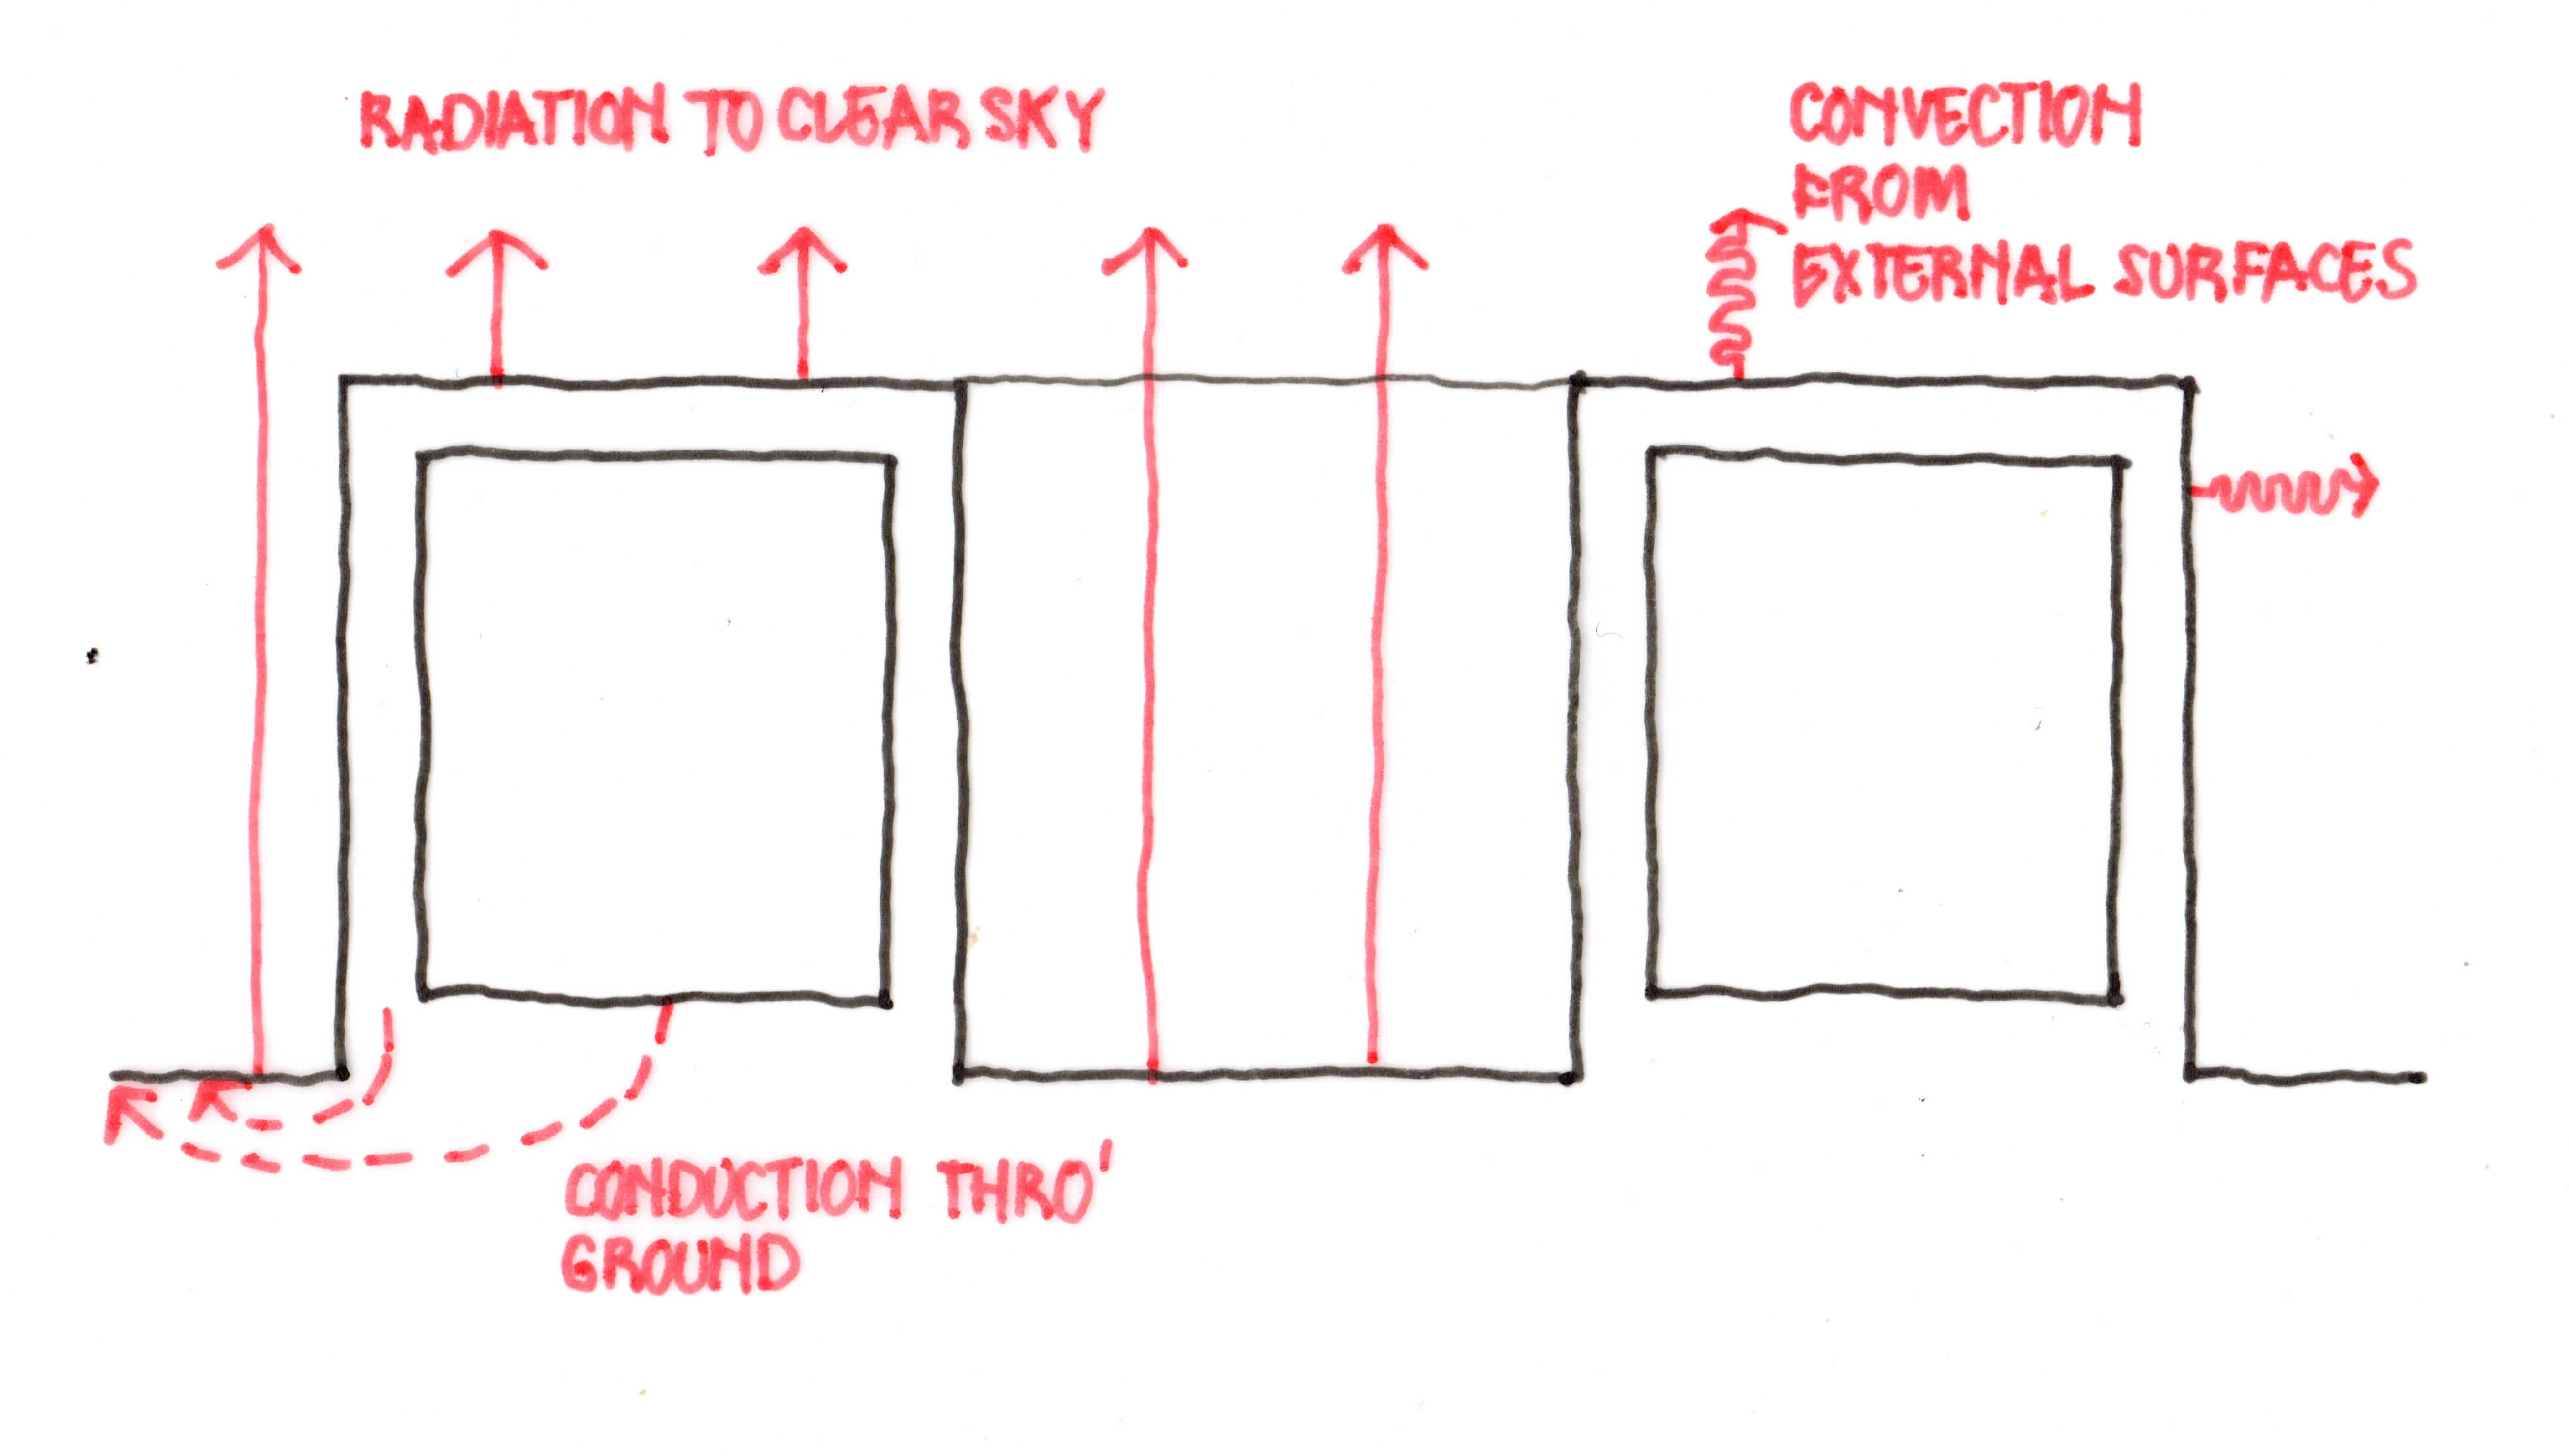 RADIATION TO CLEAR SKY
CONVECTION
FROM
EXTERNAL SURFACES
CONDUCTION THRO'
GROUND